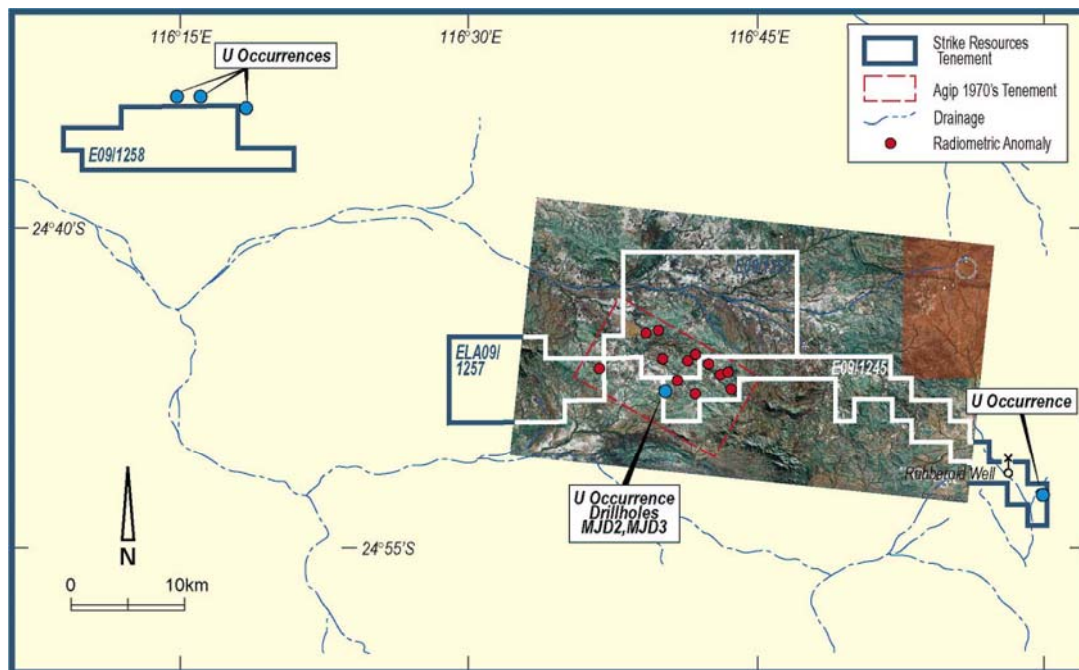 116°15'E
116°30'E
116°45'E
U Occurrences
Strike Resources
Tenement
Agip 1970's Tenement
Drainage
Radiometric Anomaly
E09/1258
24°40'S
ELA09/
1257
E09/1245
U Occurrence
Rubberoid Well
U Occurrence
Drillholes
MJD2,MJD3
24°55'S
N
0
10km